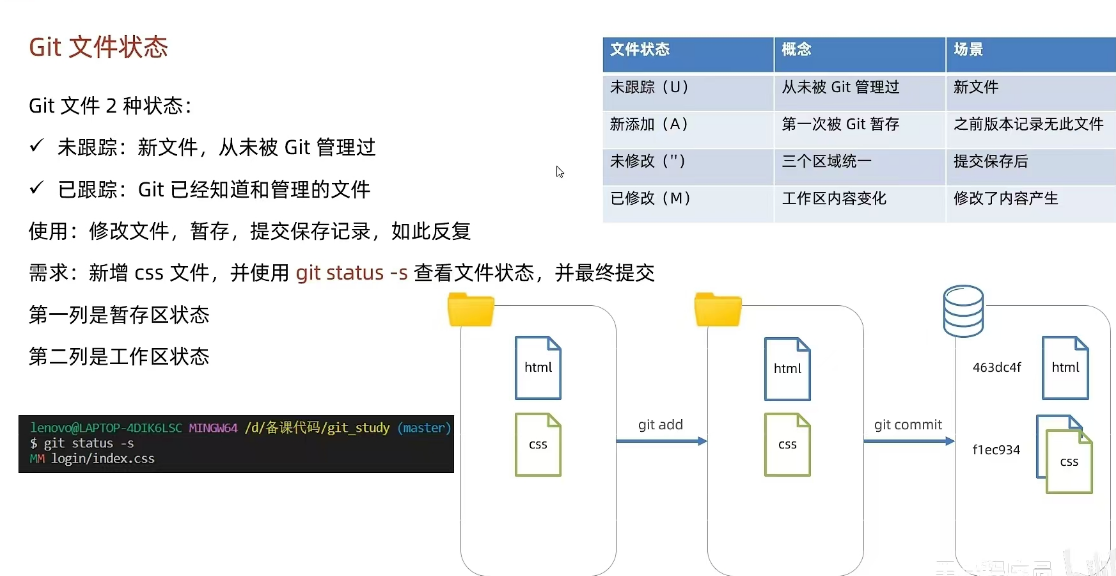 Git 文件状态
Git 文件 2 种状态：
✓ 未跟踪：新文件，从未被 Git 管理过
✓ 已跟踪：Git 已经知道和管理的文件
使用：修改文件，暂存，提交保存记录，如此反复
需求：新增 css 文件，并使用 git status -s 查看文件状态，并最终提交
第一列是暂存区状态
第二列是工作区状态
文件状态 概念 场景
未跟踪（U） 从未被 Git 管理过 新文件
新添加（A） 第一次被 Git 暂存 之前版本记录无此文件
未修改（''） 三个区域统一 提交保存后
已修改（M） 工作区内容变化 修改了内容产生
lenovo@LAPTOP-4DIK6LSC MINGW64 /d/备课代码/git_study (master)
$ git status -s
MM login/index.css
html
css
git add
html
css
git commit
463dc4f html
f1ec934 css